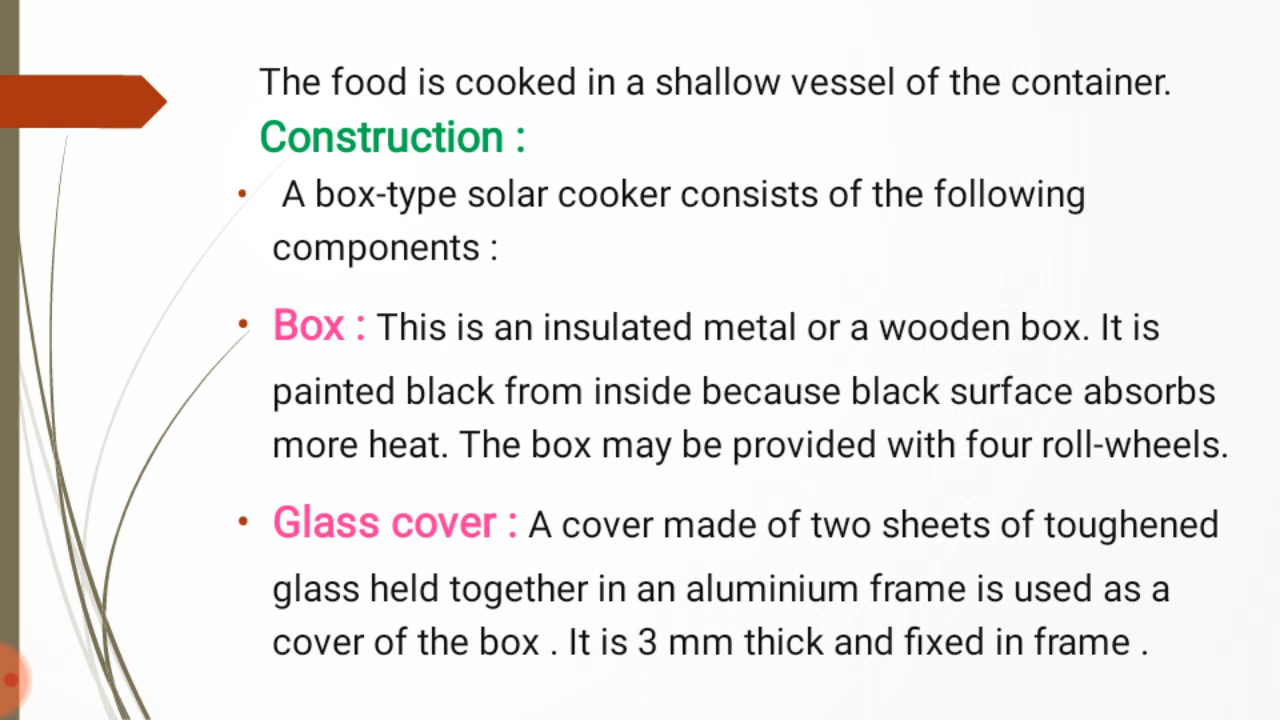 The food is cooked in a shallow vessel of the container.
Construction :
• A box-type solar cooker consists of the following
components :
• Box : This is an insulated metal or a wooden box. It is
painted black from inside because black surface absorbs
more heat. The box may be provided with four roll-wheels.
• Glass cover : A cover made of two sheets of toughened
glass held together in an aluminium frame is used as a
cover of the box . It is 3 mm thick and fixed in frame .